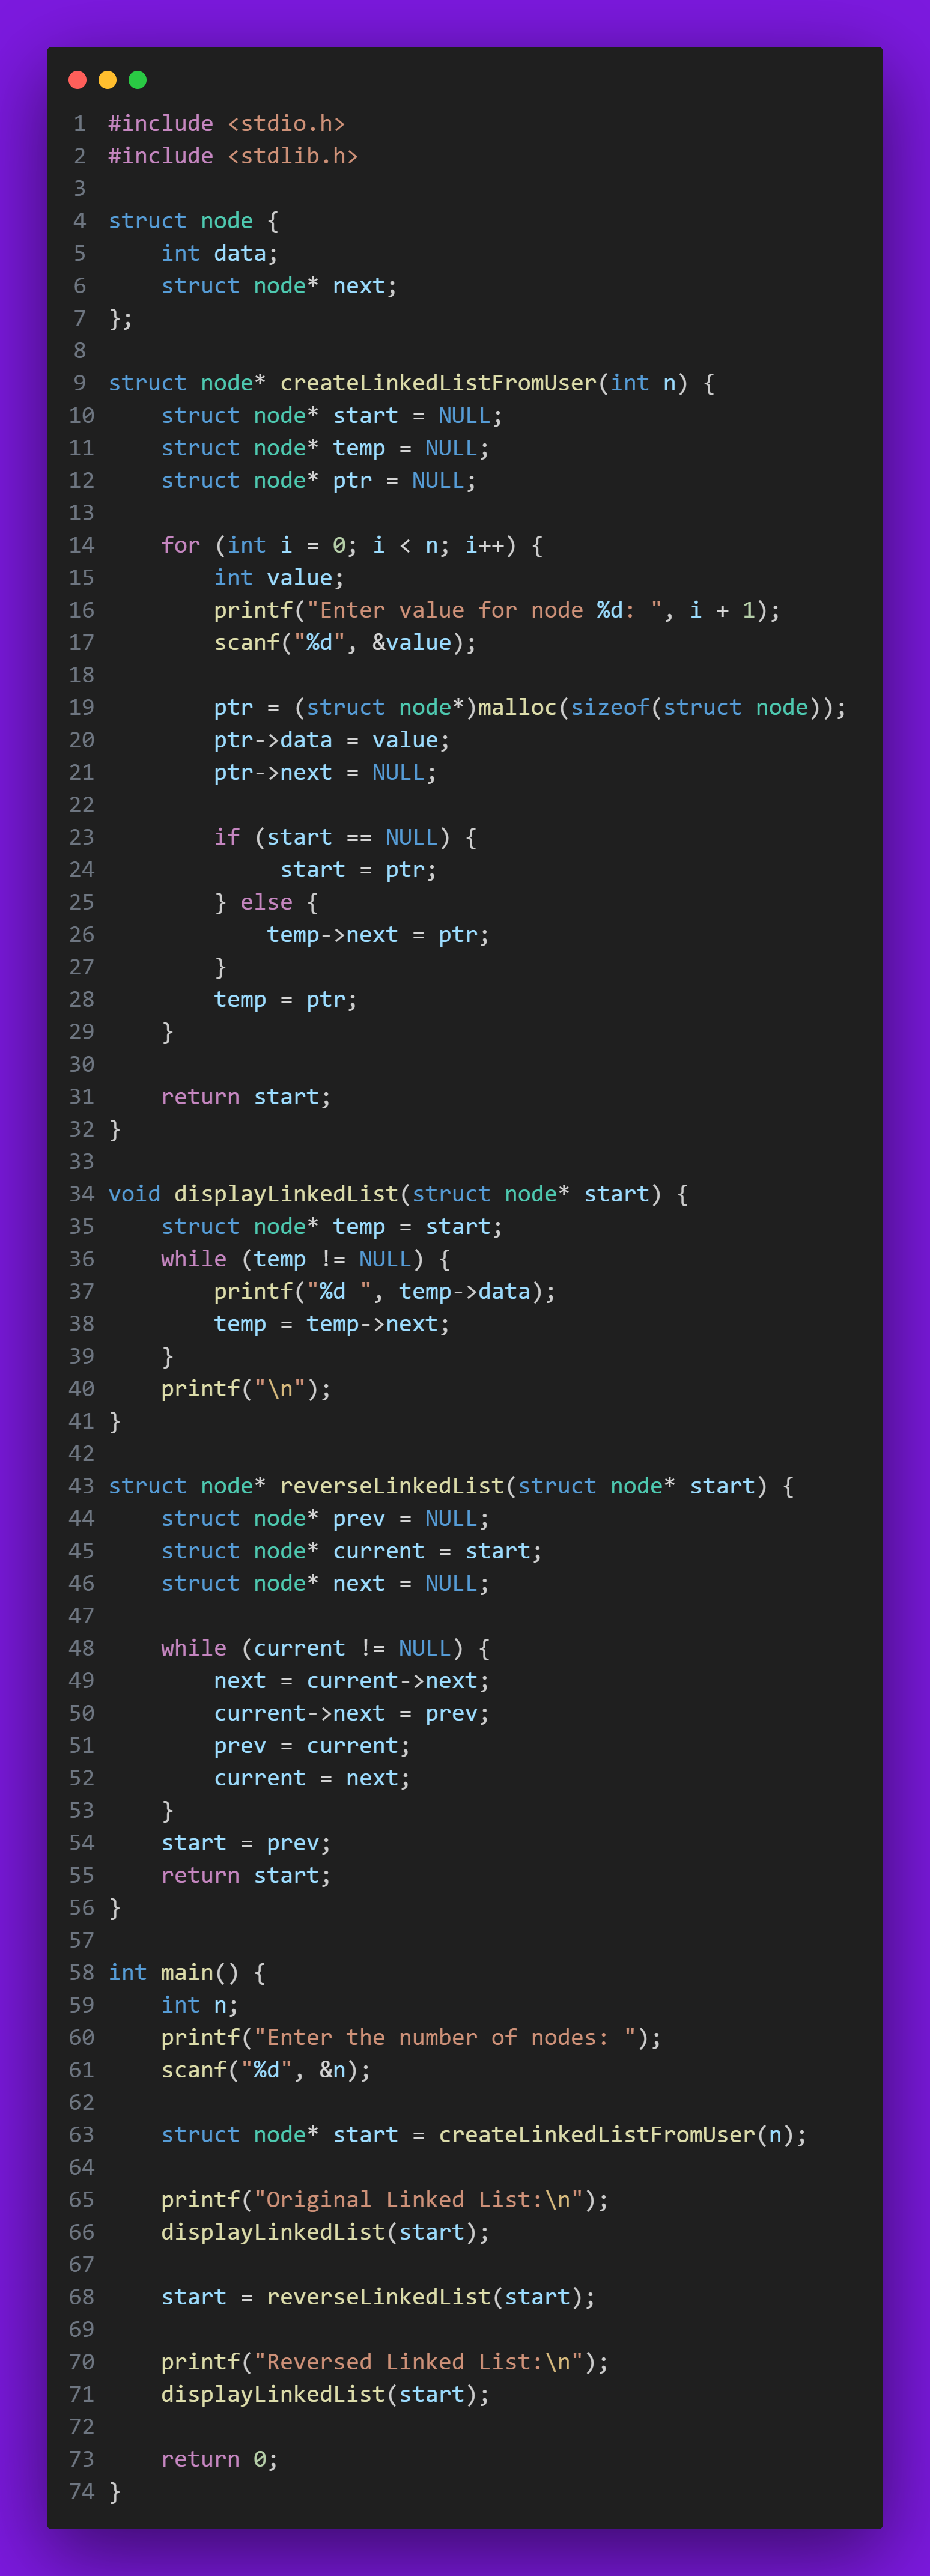 1 #include <stdio.h>
2 #include <stdlib.h>
3
4 struct node {
5     int data;
6     struct node* next;
7 };
8
9 struct node* createLinkedListFromUser(int n) {
10     struct node* start = NULL;
11     struct node* temp = NULL;
12     struct node* ptr = NULL;
13
14     for (int i = 0; i < n; i++) {
15         int value;
16         printf("Enter value for node %d: ", i + 1);
17         scanf("%d", &value);
18
19         ptr = (struct node*)malloc(sizeof(struct node));
20         ptr->data = value;
21         ptr->next = NULL;
22
23         if (start == NULL) {
24              start = ptr;
25         } else {
26             temp->next = ptr;
27         }
28         temp = ptr;
29     }
30
31     return start;
32 }
33
34 void displayLinkedList(struct node* start) {
35     struct node* temp = start;
36     while (temp != NULL) {
37         printf("%d ", temp->data);
38         temp = temp->next;
39     }
40     printf("\n");
41 }
42
43 struct node* reverseLinkedList(struct node* start) {
44     struct node* prev = NULL;
45     struct node* current = start;
46     struct node* next = NULL;
47
48     while (current != NULL) {
49         next = current->next;
50         current->next = prev;
51         prev = current;
52         current = next;
53     }
54     start = prev;
55     return start;
56 }
57
58 int main() {
59     int n;
60     printf("Enter the number of nodes: ");
61     scanf("%d", &n);
62
63     struct node* start = createLinkedListFromUser(n);
64
65     printf("Original Linked List:\n");
66     displayLinkedList(start);
67
68     start = reverseLinkedList(start);
69
70     printf("Reversed Linked List:\n");
71     displayLinkedList(start);
72
73     return 0;
74 }